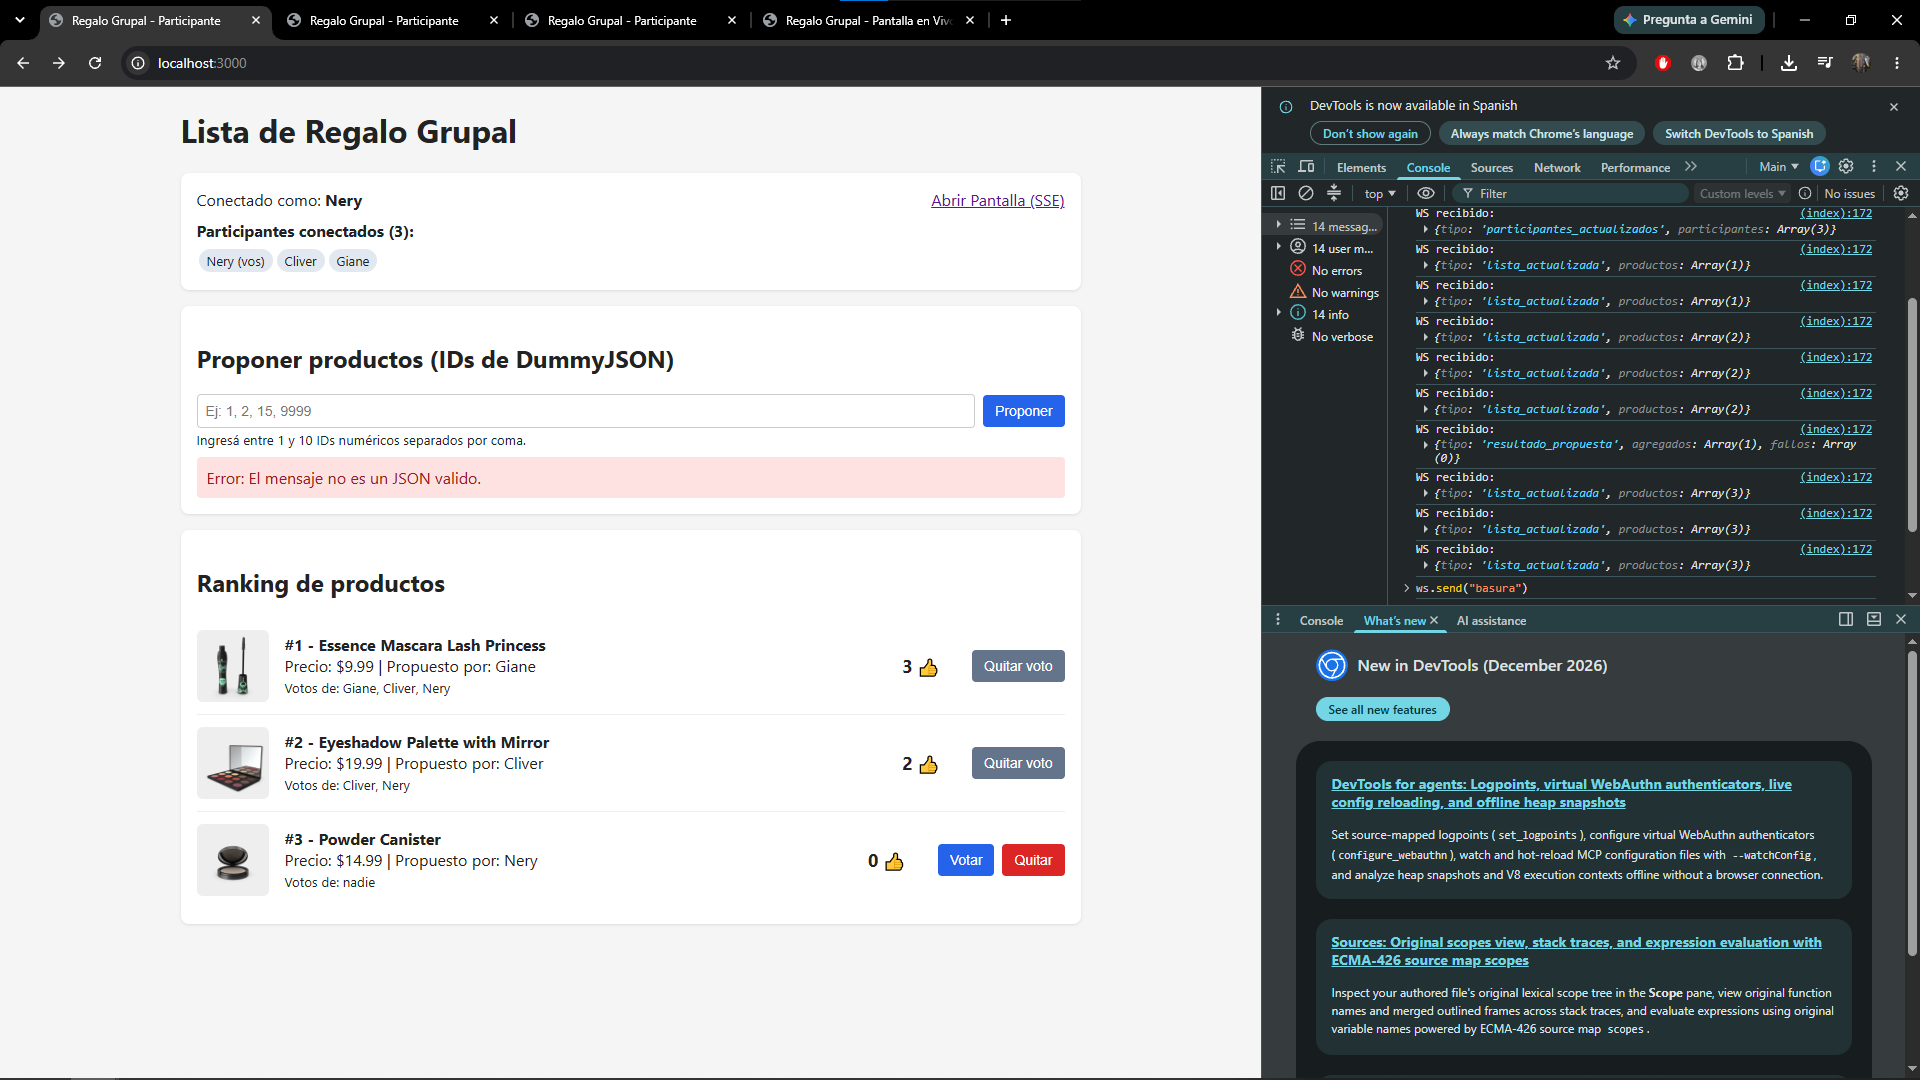 Regalo Grupal - Participante
Regalo Grupal - Participante
Regalo Grupal - Participante
Regalo Grupal - Pantalla en Viv
Pregunta a Gemini
localhost:3000
Lista de Regalo Grupal
Conectado como: Nery
Abrir Pantalla (SSE)
Participantes conectados (3):
Nery (vos)
Cliver
Giane
Proponer productos (IDs de DummyJSON)
Ej: 1, 2, 15, 9999
Proponer
Ingresá entre 1 y 10 IDs numéricos separados por coma.
Error: El mensaje no es un JSON valido.
Ranking de productos
#1 - Essence Mascara Lash Princess
Precio: $9.99 | Propuesto por: Giane
Votos de: Giane, Cliver, Nery
3 👍
Quitar voto
#2 - Eyeshadow Palette with Mirror
Precio: $19.99 | Propuesto por: Cliver
Votos de: Cliver, Nery
2 👍
Quitar voto
#3 - Powder Canister
Precio: $14.99 | Propuesto por: Nery
Votos de: nadie
0 👍
Votar
Quitar
DevTools is now available in Spanish
Don't show again
Always match Chrome's language
Switch DevTools to Spanish
Elements
Console
Sources
Network
Performance
Main
top
Filter
Custom levels
No issues
14 messag...
14 user m...
No errors
No warnings
14 info
No verbose
WS recibido: (index):172
{tipo: 'participantes_actualizados', participantes: Array(3)}
WS recibido: (index):172
{tipo: 'lista_actualizada', productos: Array(1)}
WS recibido: (index):172
{tipo: 'lista_actualizada', productos: Array(1)}
WS recibido: (index):172
{tipo: 'lista_actualizada', productos: Array(2)}
WS recibido: (index):172
{tipo: 'lista_actualizada', productos: Array(2)}
WS recibido: (index):172
{tipo: 'lista_actualizada', productos: Array(2)}
WS recibido: (index):172
{tipo: 'resultado_propuesta', agregados: Array(1), fallos: Array
(0)}
WS recibido: (index):172
{tipo: 'lista_actualizada', productos: Array(3)}
WS recibido: (index):172
{tipo: 'lista_actualizada', productos: Array(3)}
WS recibido: (index):172
{tipo: 'lista_actualizada', productos: Array(3)}
ws.send("basura")
Console
What's new
AI assistance
New in DevTools (December 2026)
See all new features
DevTools for agents: Logpoints, virtual WebAuthn authenticators, live
config reloading, and offline heap snapshots
Set source-mapped logpoints ( set_logpoints ), configure virtual WebAuthn authenticators
( configure_webauthn ), watch and hot-reload MCP configuration files with --watchConfig ,
and analyze heap snapshots and V8 execution contexts offline without a browser connection.
Sources: Original scopes view, stack traces, and expression evaluation with
ECMA-426 source map scopes
Inspect your authored file's original lexical scope tree in the Scope pane, view original function
names and merged outlined frames across stack traces, and evaluate expressions using original
variable names powered by ECMA-426 source map scopes .